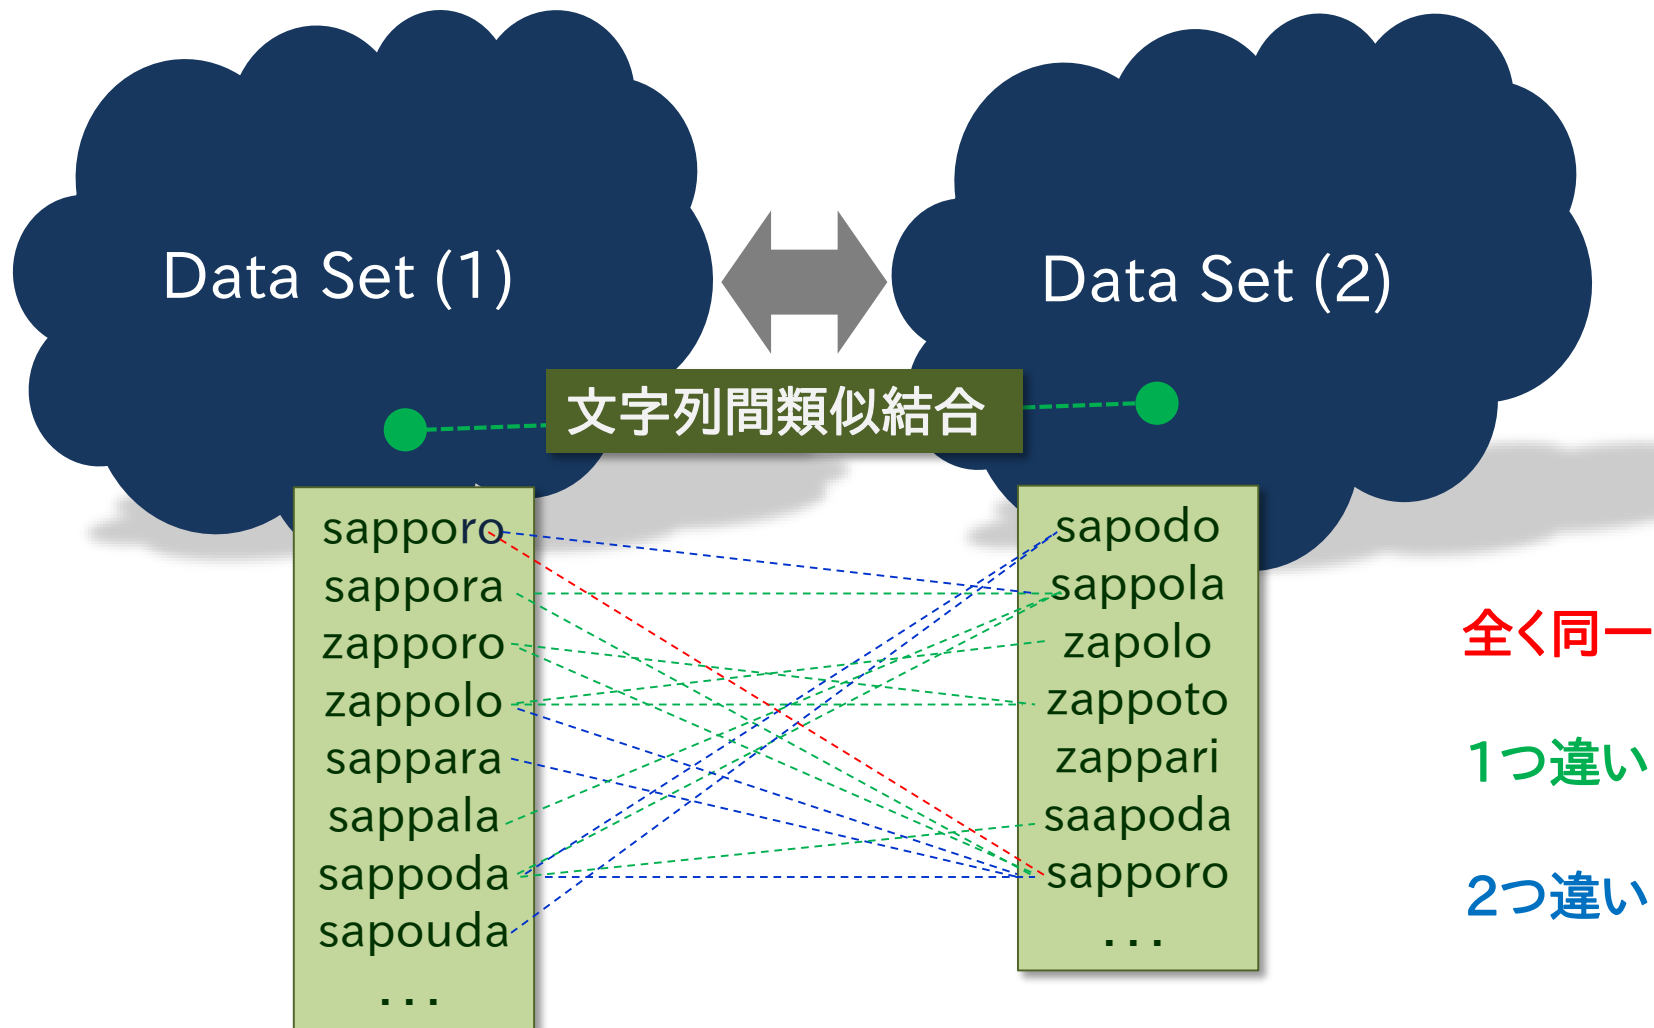 Data Set (1)
Data Set (2)
文字列間類似結合
sapporo
sappora
zapporo
zappolo
sappara
sappala
sappoda
sapouda
...
sapodo
sappola
zapolo
zappoto
zappari
saapoda
sapporo
...
全く同一
1つ違い
2つ違い